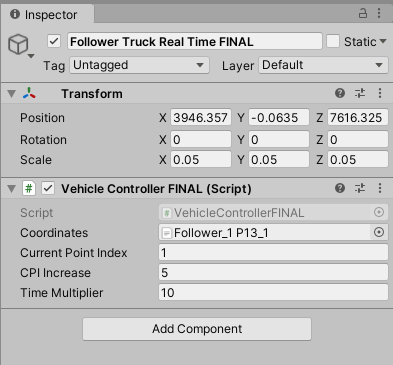 Inspector
Follower Truck Real Time FINAL Static
Tag Untagged Layer Default
Transform
Position X 3946.357 Y -0.0635 Z 7616.325
Rotation X 0 Y 0 Z 0
Scale X 0.05 Y 0.05 Z 0.05
# Vehicle Controller FINAL (Script)
Script # VehicleControllerFINAL
Coordinates Follower_1 P13_1
Current Point Index 1
CPI Increase 5
Time Multiplier 10
Add Component